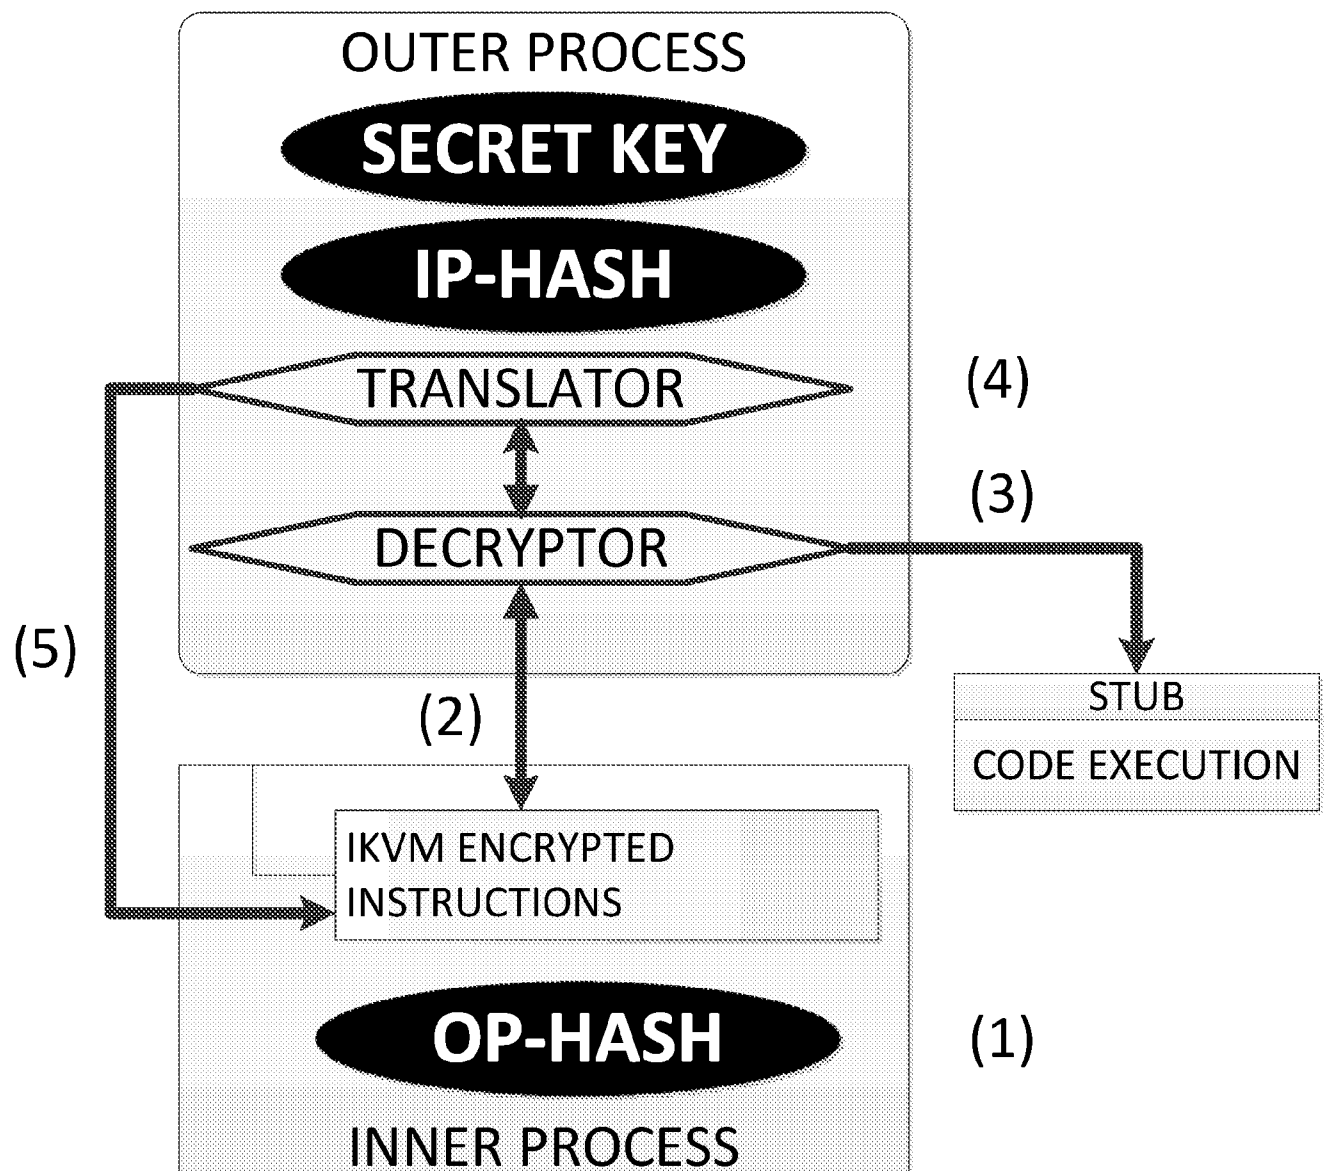 OUTER PROCESS
SECRET KEY
IP-HASH
TRANSLATOR
(4)
(3)
DECRYPTOR
(5)
(2)
STUB
CODE EXECUTION
IKVM ENCRYPTED
INSTRUCTIONS
OP-HASH
(1)
INNER PROCESS